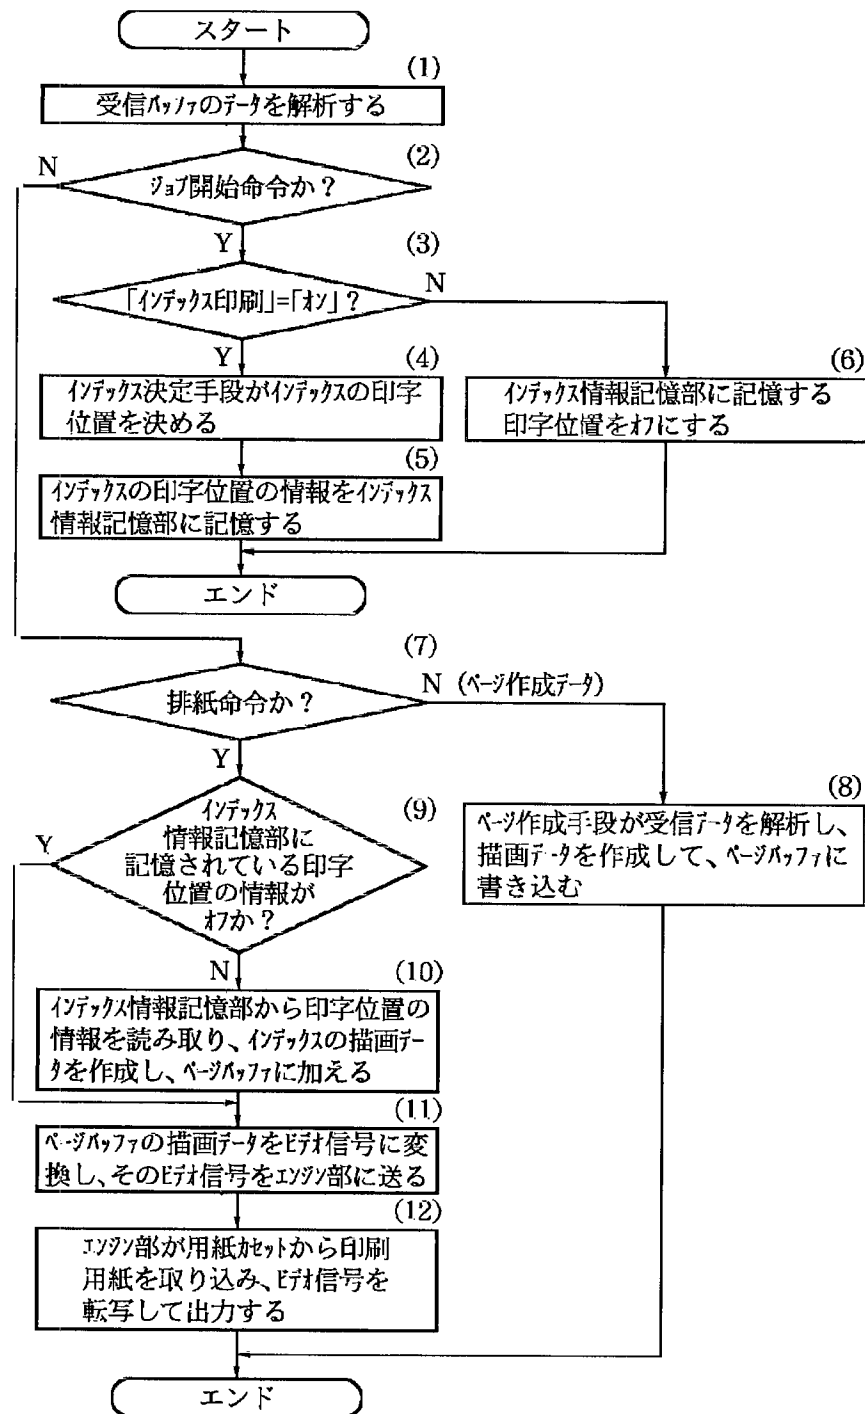 スタート
(1)
受信バッファのデータを解析する
(2)
N
ジョブ開始命令か？
Y
(3)
「インデックス印刷」=「オン」？
N
Y
(4)
インデックス決定手段がインデックスの印字
位置を決める
(6)
インデックス情報記憶部に記憶する
印字位置をオフにする
(5)
インデックスの印字位置の情報をインデックス
情報記憶部に記憶する
エンド
(7)
排紙命令か？
N (ページ作成データ)
Y
(8)
ページ作成手段が受信データを解析し、
描画データを作成して、ページバッファに
書き込む
(9)
Y
インデックス
情報記憶部に
記憶されている印字
位置の情報が
オフか？
N
(10)
インデックス情報記憶部から印字位置の
情報を読み取り、インデックスの描画デー
タを作成し、ページバッファに加える
(11)
ページバッファの描画データをビデオ信号に変
換し、そのビデオ信号をエンジン部に送る
(12)
エンジン部が用紙カセットから印刷
用紙を取り込み、ビデオ信号を
転写して出力する
エンド